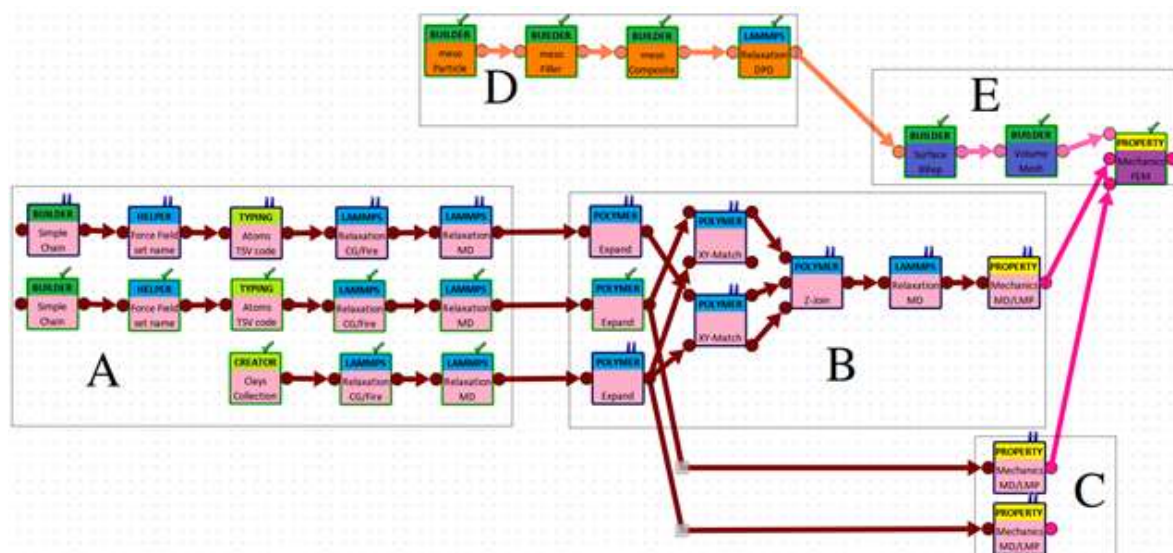 BUILDER
meso
Particle
BUILDER
meso
Filler
BUILDER
meso
Composite
LAMMPS
Relaxation
DPD
D
E
BUILDER
Surface
BUILDER
Volume
Mesh
PROPERTY
Mechanics
FEM
BUILDER
Simple
Chain
HELPER
Force Field
set name
TYPING
Atoms
TSV code
LAMMPS
Relaxation
CG/Fire
LAMMPS
Relaxation
MD
BUILDER
Simple
Chain
HELPER
Force Field
set name
TYPING
Atoms
TSV code
LAMMPS
Relaxation
CG/Fire
LAMMPS
Relaxation
MD
A
CREATOR
Clays
Collection
LAMMPS
Relaxation
CG/Fire
LAMMPS
Relaxation
MD
POLYMER
Expand
POLYMER
Expand
POLYMER
Expand
POLYMER
XY-Match
POLYMER
XY-Match
POLYMER
Z-Join
LAMMPS
Relaxation
MD
PROPERTY
Mechanics
MD/LMP
B
PROPERTY
Mechanics
MD/LMP
C
PROPERTY
Mechanics
MD/LMP